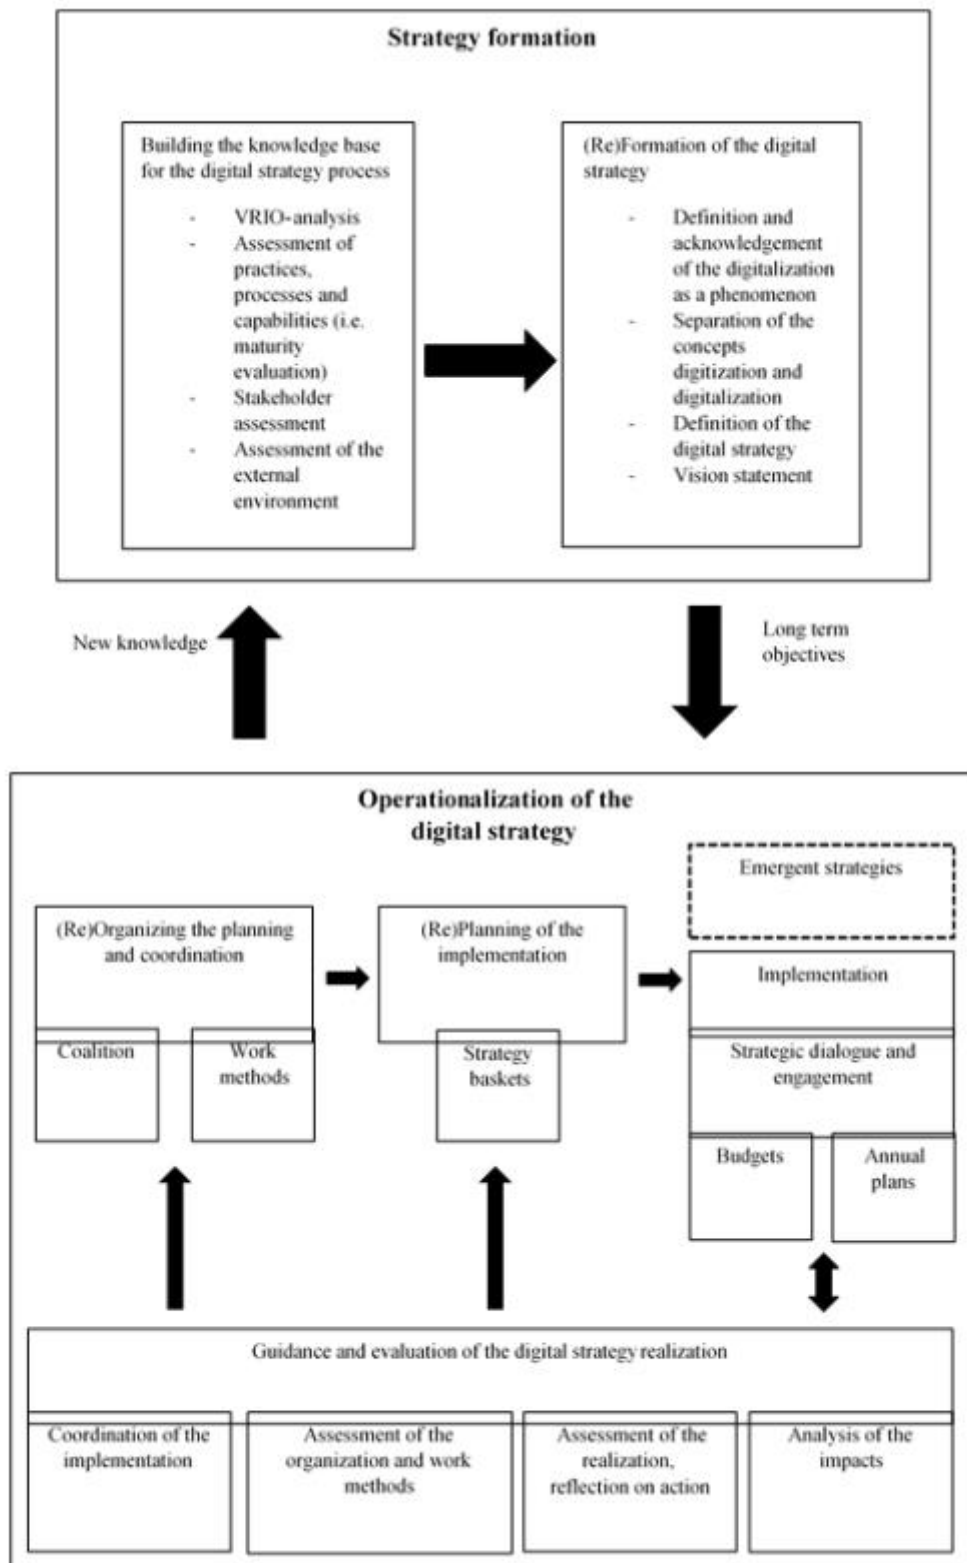 Strategy formation
Building the knowledge base
for the digital strategy process
- VRIO-analysis
- Assessment of
practices,
processes and
capabilities (i.e.
maturity
evaluation)
- Stakeholder
assessment
- Assessment of the
external
environment
(Re)Formation of the digital
strategy
- Definition and
acknowledgement
of the digitalization
as a phenomenon
- Separation of the
concepts
digitization and
digitalization
- Definition of the
digital strategy
- Vision statement
New knowledge
Long term
objectives
Operationalization of the
digital strategy
(Re)Organizing the planning
and coordination
Coalition
Work
methods
(Re)Planning of the
implementation
Strategy
baskets
Emergent strategies
Implementation
Strategic dialogue and
engagement
Budgets
Annual
plans
Guidance and evaluation of the digital strategy realization
Coordination of the
implementation
Assessment of the
organization and work
methods
Assessment of the
realization,
reflection on action
Analysis of the
impacts